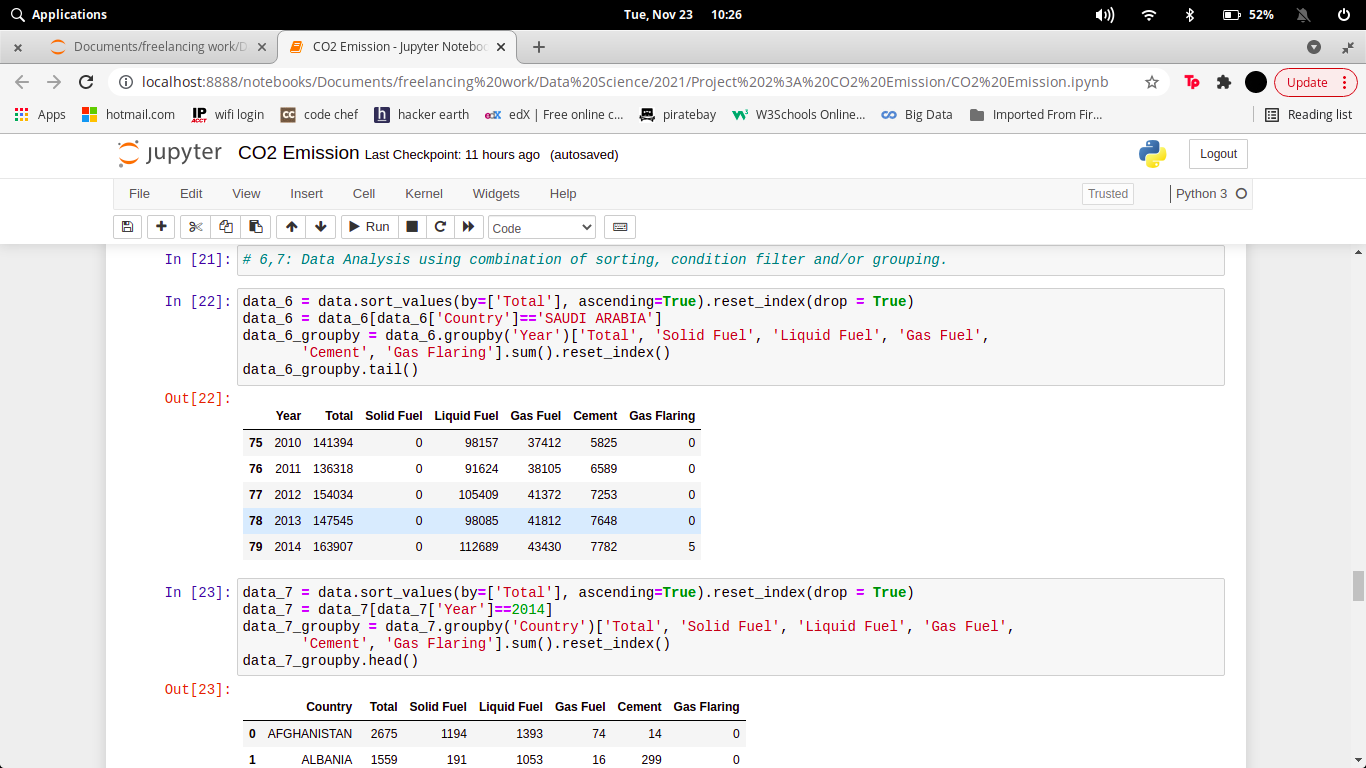 Applications Tue, Nov 23 10:26 52%
Documents/freelancing work/D CO2 Emission - Jupyter Noteboo
localhost:8888/notebooks/Documents/freelancing%20work/Data%20Science/2021/Project%202%3A%20CO2%20Emission/CO2%20Emission.ipynb Tp Update
Apps hotmail.com IP ACCT wifi login CC code chef h hacker earth edX edX | Free online c... piratebay W3Schools Online... Big Data Imported From Fir... Reading list
jupyter CO2 Emission Last Checkpoint: 11 hours ago (autosaved) Logout
File Edit View Insert Cell Kernel Widgets Help Trusted Python 3
Run Code
In [21]: # 6,7: Data Analysis using combination of sorting, condition filter and/or grouping.
In [22]: data_6 = data.sort_values(by=['Total'], ascending=True).reset_index(drop = True)
data_6 = data_6[data_6['Country']=='SAUDI ARABIA']
data_6_groupby = data_6.groupby('Year')['Total', 'Solid Fuel', 'Liquid Fuel', 'Gas Fuel',
'Cement', 'Gas Flaring'].sum().reset_index()
data_6_groupby.tail()
Out[22]:
Year Total Solid Fuel Liquid Fuel Gas Fuel Cement Gas Flaring
75 2010 141394 0 98157 37412 5825 0
76 2011 136318 0 91624 38105 6589 0
77 2012 154034 0 105409 41372 7253 0
78 2013 147545 0 98085 41812 7648 0
79 2014 163907 0 112689 43430 7782 5
In [23]: data_7 = data.sort_values(by=['Total'], ascending=True).reset_index(drop = True)
data_7 = data_7[data_7['Year']==2014]
data_7_groupby = data_7.groupby('Country')['Total', 'Solid Fuel', 'Liquid Fuel', 'Gas Fuel',
'Cement', 'Gas Flaring'].sum().reset_index()
data_7_groupby.head()
Out[23]:
Country Total Solid Fuel Liquid Fuel Gas Fuel Cement Gas Flaring
0 AFGHANISTAN 2675 1194 1393 74 14 0
1 ALBANIA 1559 191 1053 16 299 0